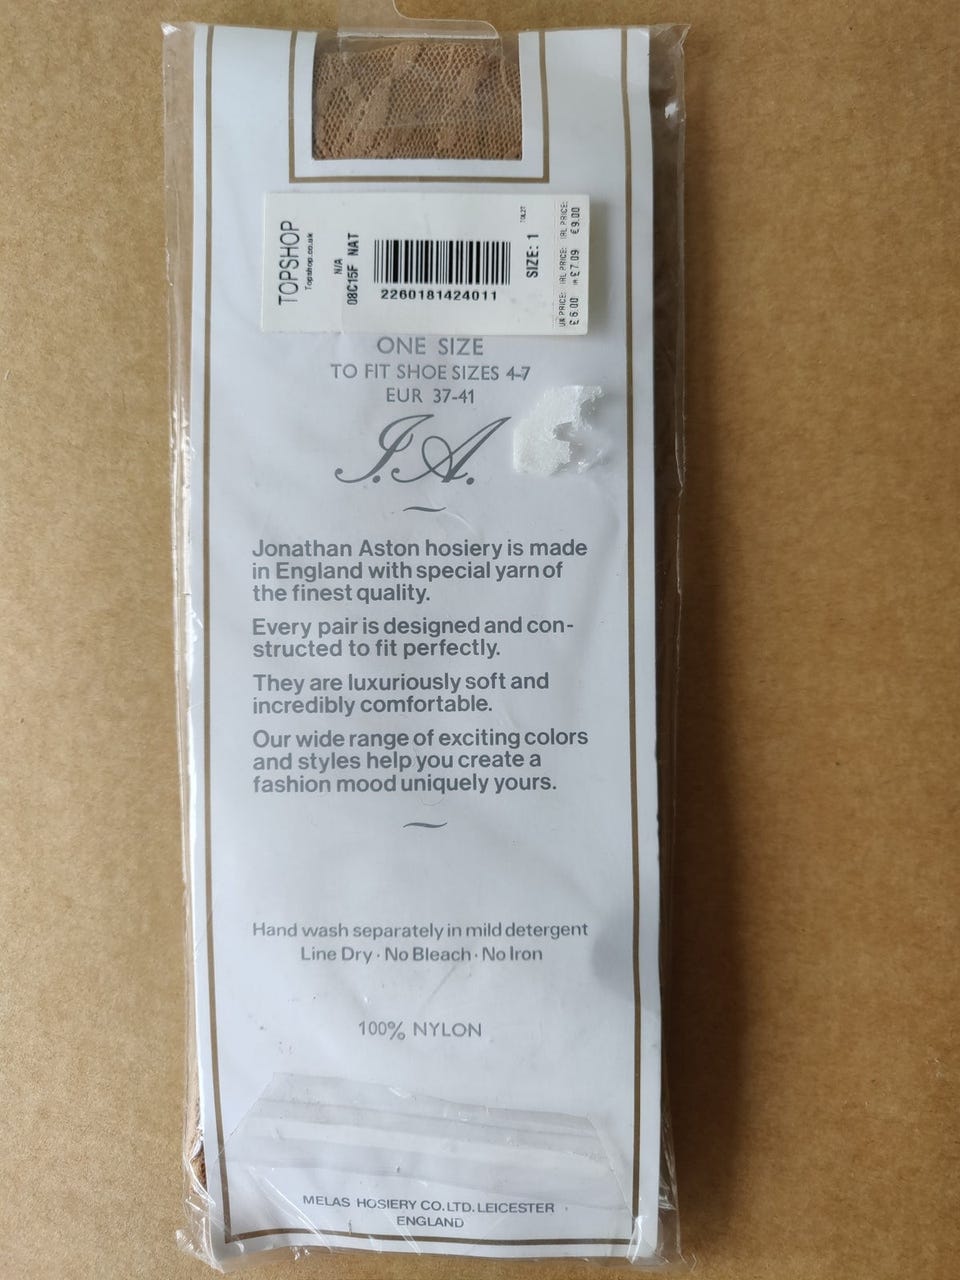 TOPSHOP
Topshop.co.uk
N/A
08C15F NAT
2260181424011
SIZE: 1
UK PRICE: IRL PRICE: IRL PRICE:
£6.00 £7.09 €9.00
ONE SIZE
TO FIT SHOE SIZES 4-7
EUR 37-41
J.A.
Jonathan Aston hosiery is made
in England with special yarn of
the finest quality.
Every pair is designed and con-
structed to fit perfectly.
They are luxuriously soft and
incredibly comfortable.
Our wide range of exciting colors
and styles help you create a
fashion mood uniquely yours.
Hand wash separately in mild detergent
Line Dry · No Bleach · No Iron
100% NYLON
MELAS HOSIERY CO. LTD. LEICESTER
ENGLAND